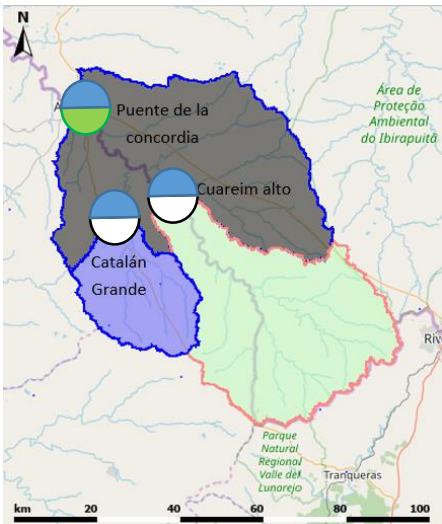 N
Área de
Proteção
Ambiental
do Ibirapuitã
A
Puente de la
concordia
Cuareim alto
Catalán
Grande
Riv
Parque
Natural
Regional
Valle del
Lunarejo
Tranqueras
km 20 40 60 80 100